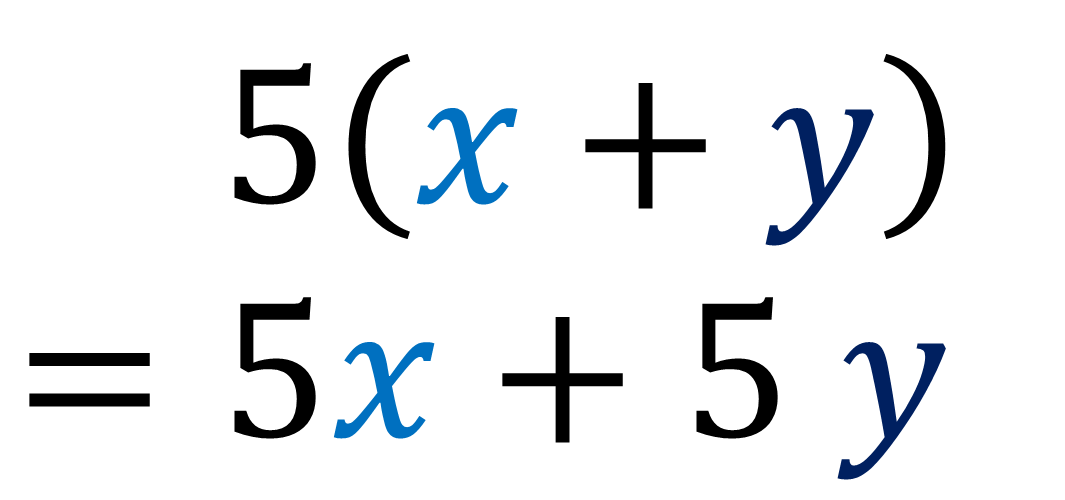 5(x + y)
= 5x + 5 y